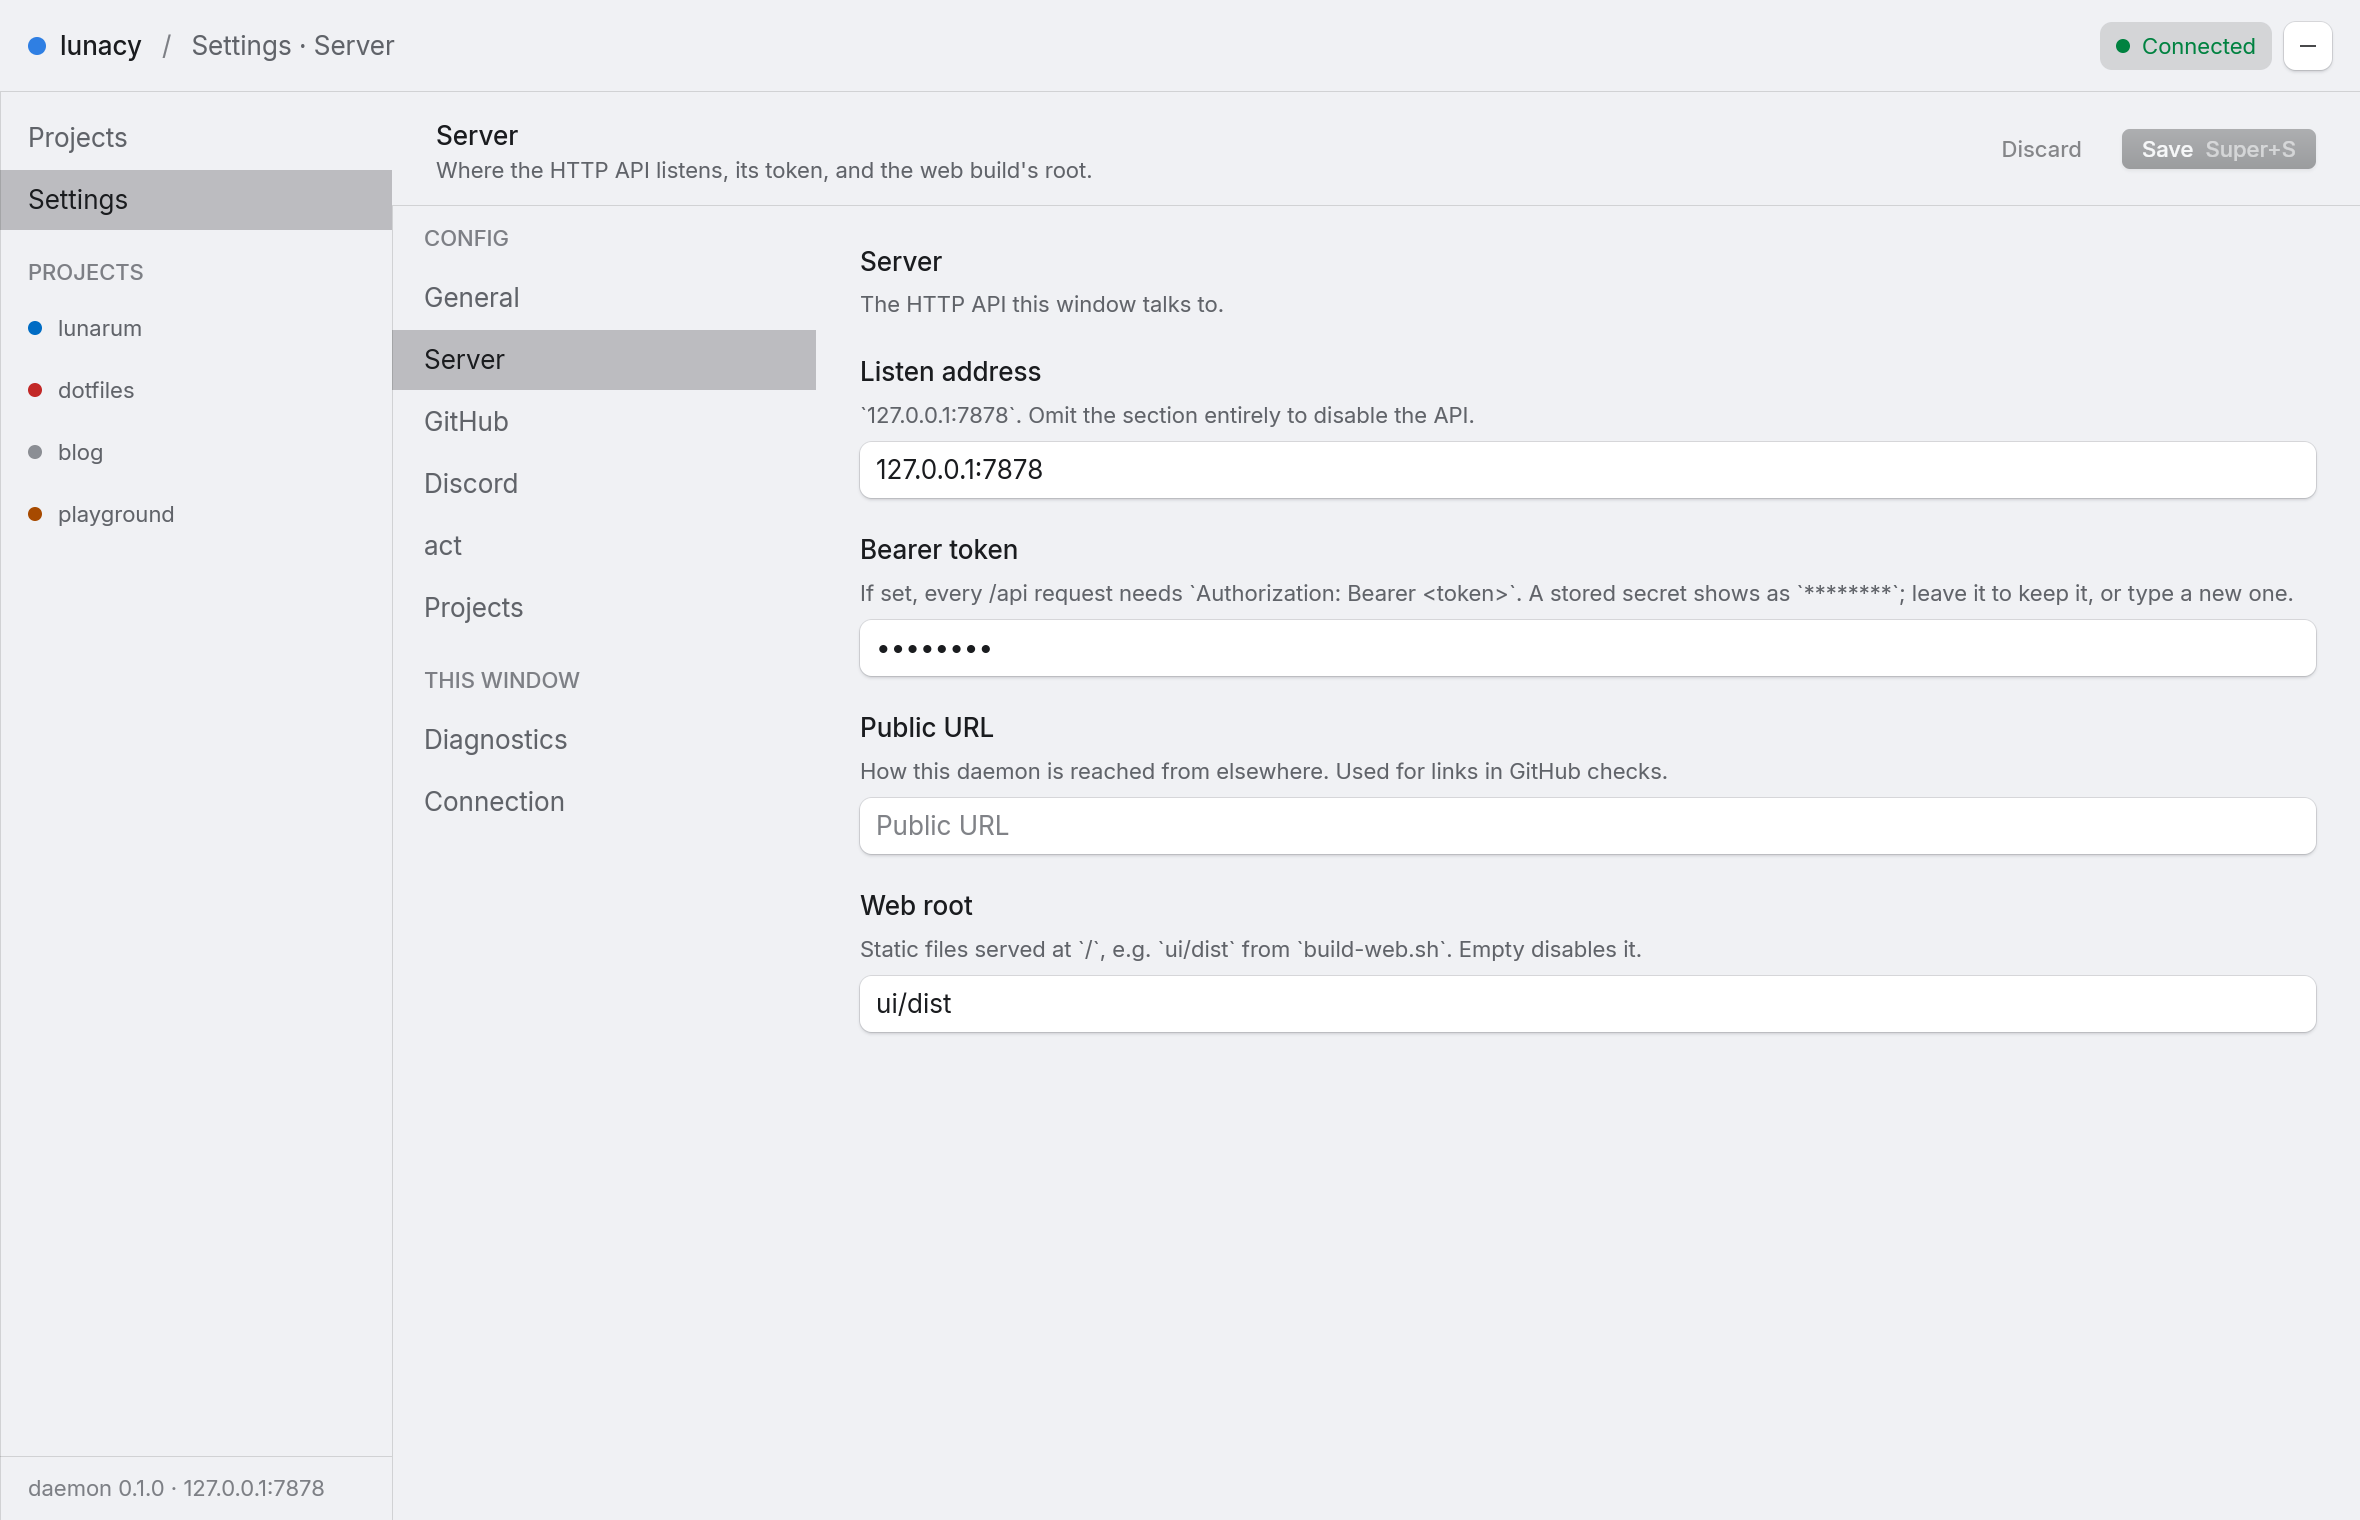 lunacy / Settings · Server
Connected
Projects
Settings
PROJECTS
lunarum
dotfiles
blog
playground
daemon 0.1.0 · 127.0.0.1:7878
Server
Where the HTTP API listens, its token, and the web build's root.
Discard
Save Super+S
CONFIG
General
Server
GitHub
Discord
act
Projects
THIS WINDOW
Diagnostics
Connection
Server
The HTTP API this window talks to.
Listen address
`127.0.0.1:7878`. Omit the section entirely to disable the API.
127.0.0.1:7878
Bearer token
If set, every /api request needs `Authorization: Bearer <token>`. A stored secret shows as `********`; leave it to keep it, or type a new one.
••••••••
Public URL
How this daemon is reached from elsewhere. Used for links in GitHub checks.
Public URL
Web root
Static files served at `/`, e.g. `ui/dist` from `build-web.sh`. Empty disables it.
ui/dist